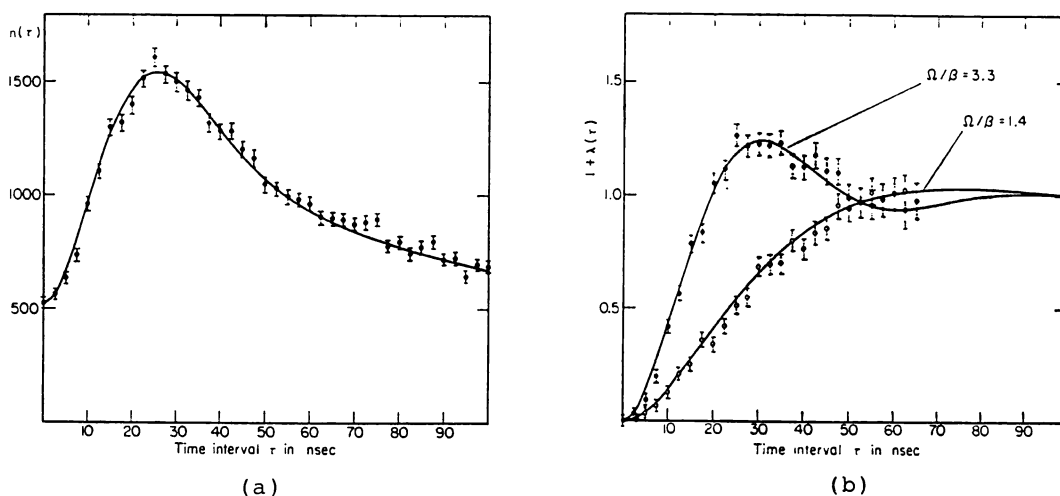 n(τ)
1500
1000
500
10 20 30 40 50 60 70 80 90
Time interval τ in nsec
(a)
1 + λ(τ)
1.5
1.0
0.5
Ω/β = 3.3
Ω/β = 1.4
10 20 30 40 50 60 70 80 90
Time interval τ in nsec
(b)